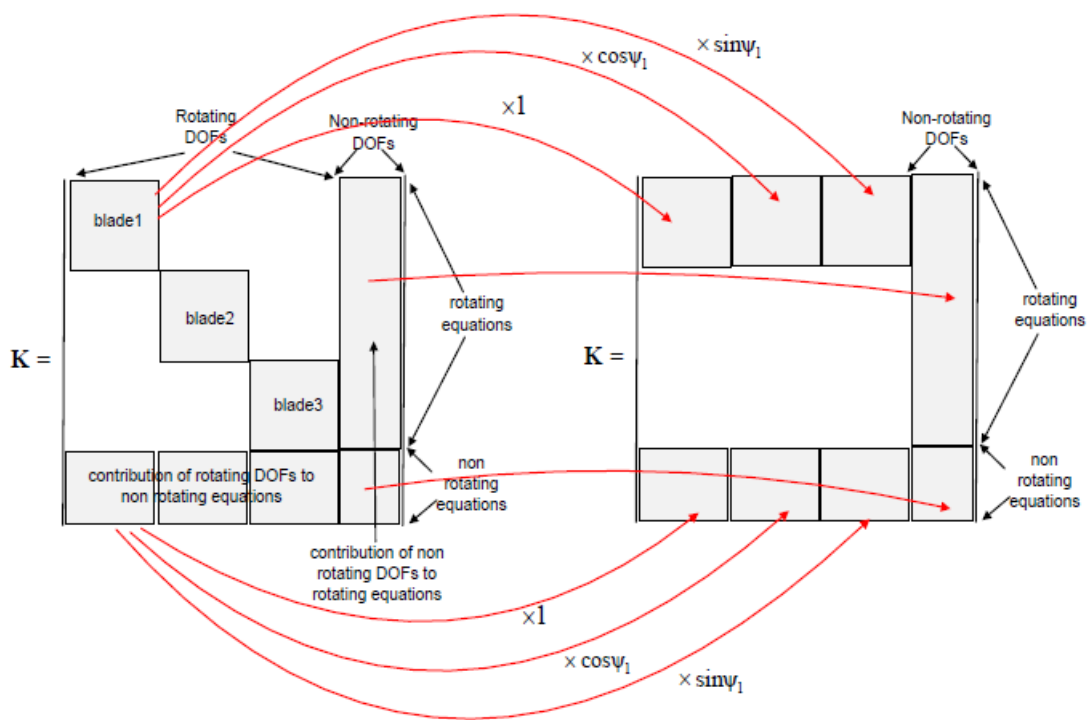 × sinψ₁
× cosψ₁
×1
Rotating
DOFs
Non-rotating
DOFs
Non-rotating
DOFs
blade1
blade2
rotating
equations
rotating
equations
K =
K =
blade3
contribution of rotating DOFs to
non rotating equations
non
rotating
equations
non
rotating
equations
contribution of non
rotating DOFs to
rotating equations
×1
× cosψ₁
× sinψ₁